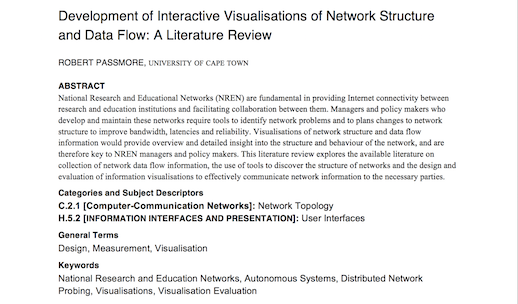 Development of Interactive Visualisations of Network Structure
and Data Flow: A Literature Review
ROBERT PASSMORE, UNIVERSITY OF CAPE TOWN
ABSTRACT
National Research and Educational Networks (NREN) are fundamental in providing Internet connectivity between
research and education institutions and facilitating collaboration between them. Managers and policy makers who
develop and maintain these networks require tools to identify network problems and to plans changes to network
structure to improve bandwidth, latencies and reliability. Visualisations of network structure and data flow
information would provide overview and detailed insight into the structure and behaviour of the network, and are
therefore key to NREN managers and policy makers. This literature review explores the available literature on
collection of network data flow information, the use of tools to discover the structure of networks and the design and
evaluation of information visualisations to effectively communicate network information to the necessary parties.
Categories and Subject Descriptors
C.2.1 [Computer-Communication Networks]: Network Topology
H.5.2 [INFORMATION INTERFACES AND PRESENTATION]: User Interfaces
General Terms
Design, Measurement, Visualisation
Keywords
National Research and Education Networks, Autonomous Systems, Distributed Network
Probing, Visualisations, Visualisation Evaluation